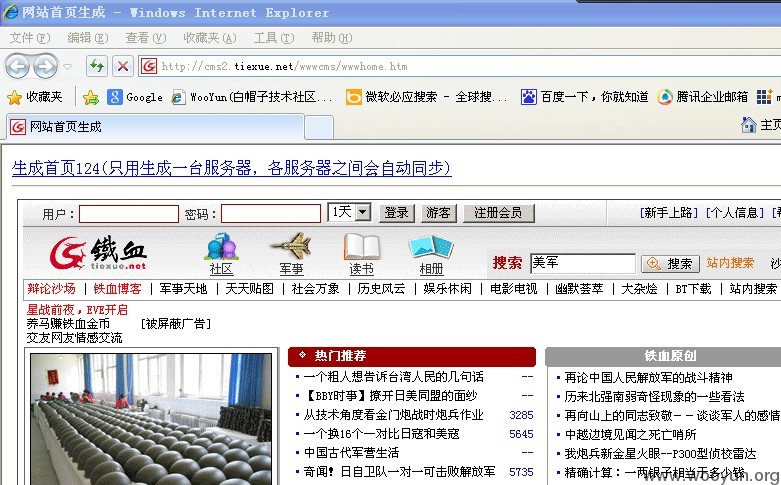 网站首页生成 - Windows Internet Explorer
文件(F) 编辑(E) 查看(V) 收藏夹(A) 工具(T) 帮助(H)
http://cms2.tiexue.net/wwwcms/wwwhome.htm
收藏夹 Google WooYun(白帽子技术社区... 微软必应搜索 - 全球搜... 百度一下，你就知道 腾讯企业邮箱
网站首页生成 主页
生成首页124(只用生成一台服务器，各服务器之间会自动同步)
用户： 密码： 1天 登录 游客 注册会员 [新手上路] [个人信息]
鐵血 tiexue.net 社区 军事 读书 相册 搜索 美军 搜索 站内搜索
辩论沙场 | 铁血博客 | 军事天地 | 天天贴图 | 社会万象 | 历史风云 | 娱乐休闲 | 电影电视 | 幽默荟萃 | 大杂烩 | BT下载 | 站内搜索
星战前夜，EVE开启
养马赚铁血金币 [被屏蔽广告]
交友网友情感交流
热门推荐
一个粗人想告诉台湾人民的几句话 --
【BBY时事】撩开日美同盟的面纱 --
从技术角度看金门炮战时炮兵作业 3285
一个换16个一对比日寇和美寇 5645
中国古代军营生活 --
奇闻！日自卫队一对一可击败解放军 5735
铁血原创
再论中国人民解放军的战斗精神
历来北强南弱奇怪现象的一些看法
再向山上的同志致敬--谈谈军人的感情
中越边境见闻之死亡哨所
我炮兵新金星火眼--P300型侦校雷达
精确计算：一两银子相当于多少钱
www.wooyun.org